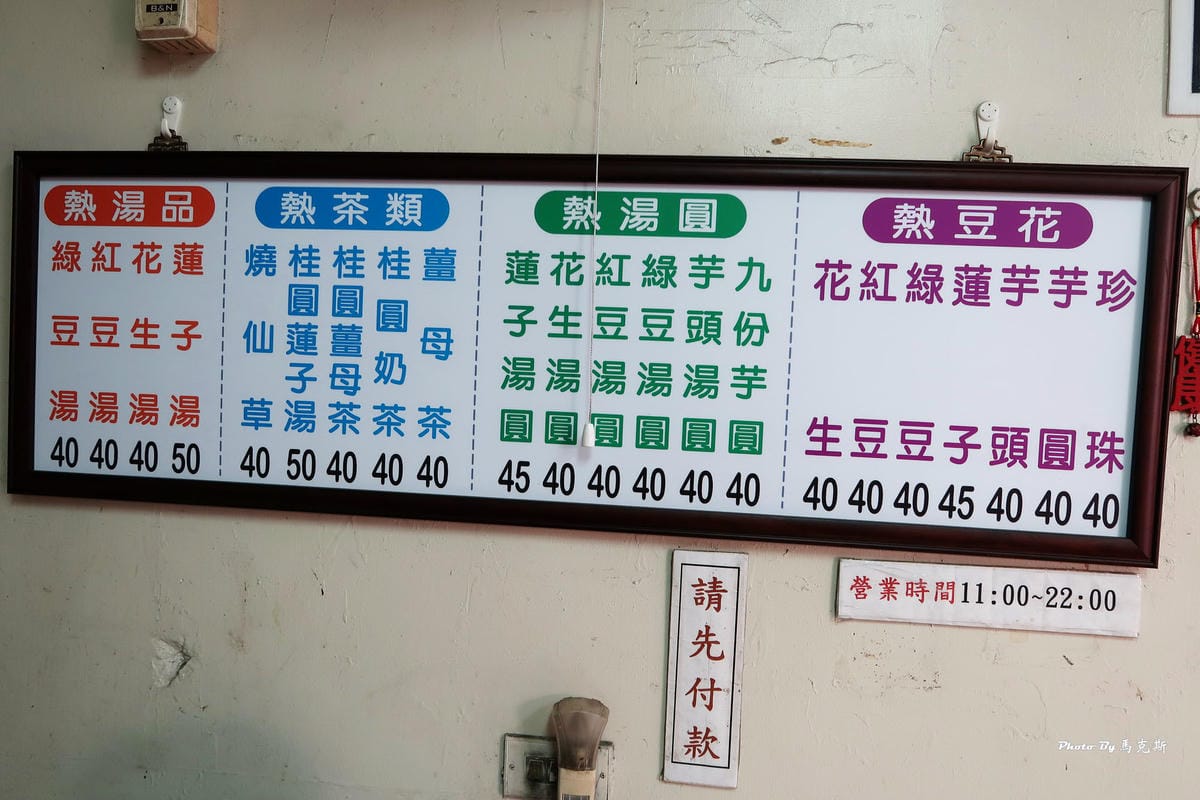 B&N
熱湯品
綠豆湯 40
紅豆湯 40
花生湯 40
蓮子湯 50
熱茶類
燒仙草 40
桂圓蓮子湯 50
桂圓薑母茶 40
桂圓奶茶 40
薑母茶 40
熱湯圓
蓮子湯圓 45
花生湯圓 40
紅豆湯圓 40
綠豆湯圓 40
芋頭湯圓 40
九份芋圓 40
熱豆花
花生 40
紅豆 40
綠豆 40
蓮子 45
芋頭 40
芋圓 40
珍珠 40
營業時間11:00~22:00
請先付款
Photo By 馬克斯